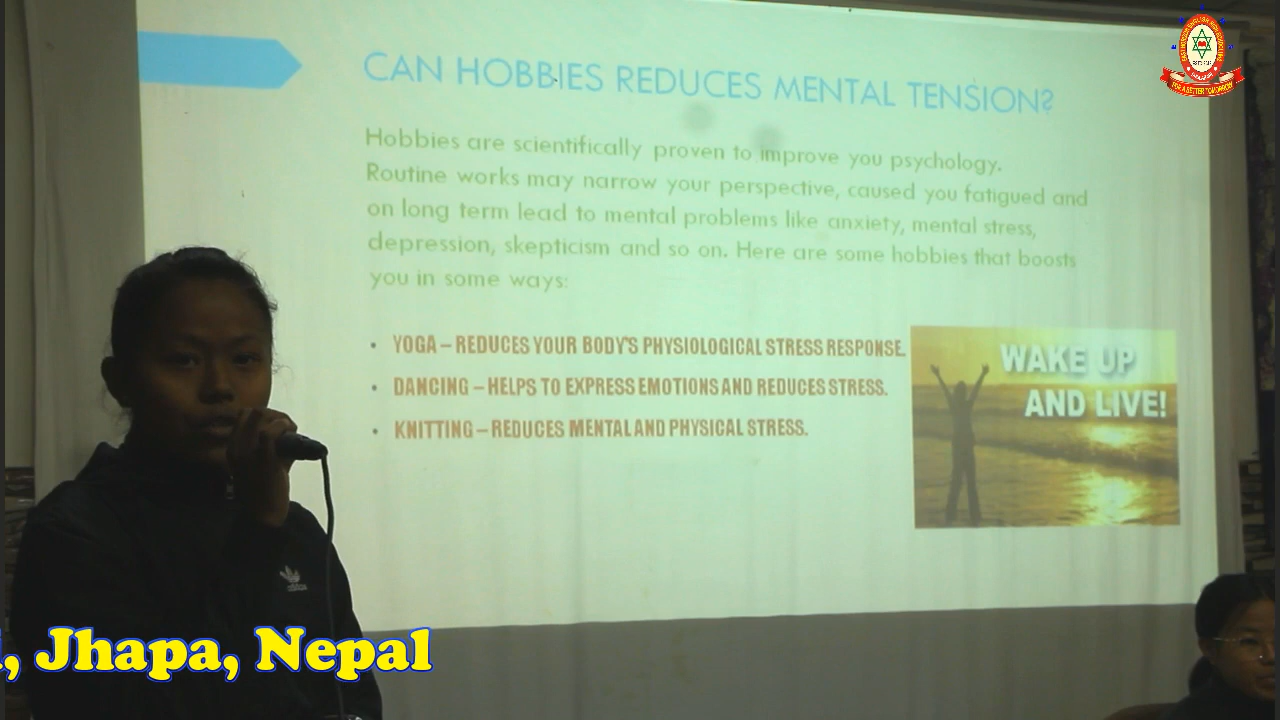 CAN HOBBIES REDUCES MENTAL TENSION?
Hobbies are scientifically proven to improve you psychology.
Routine works may narrow your perspective, caused you fatigued and
on long term lead to mental problems like anxiety, mental stress,
depression, skepticism and so on. Here are some hobbies that boosts
you in some ways:
• YOGA – REDUCES YOUR BODY'S PHYSIOLOGICAL STRESS RESPONSE.
• DANCING – HELPS TO EXPRESS EMOTIONS AND REDUCES STRESS.
• KNITTING – REDUCES MENTAL AND PHYSICAL STRESS.
WAKE UP
AND LIVE!
adidas
, Jhapa, Nepal
FOR A BETTER TOMORROW